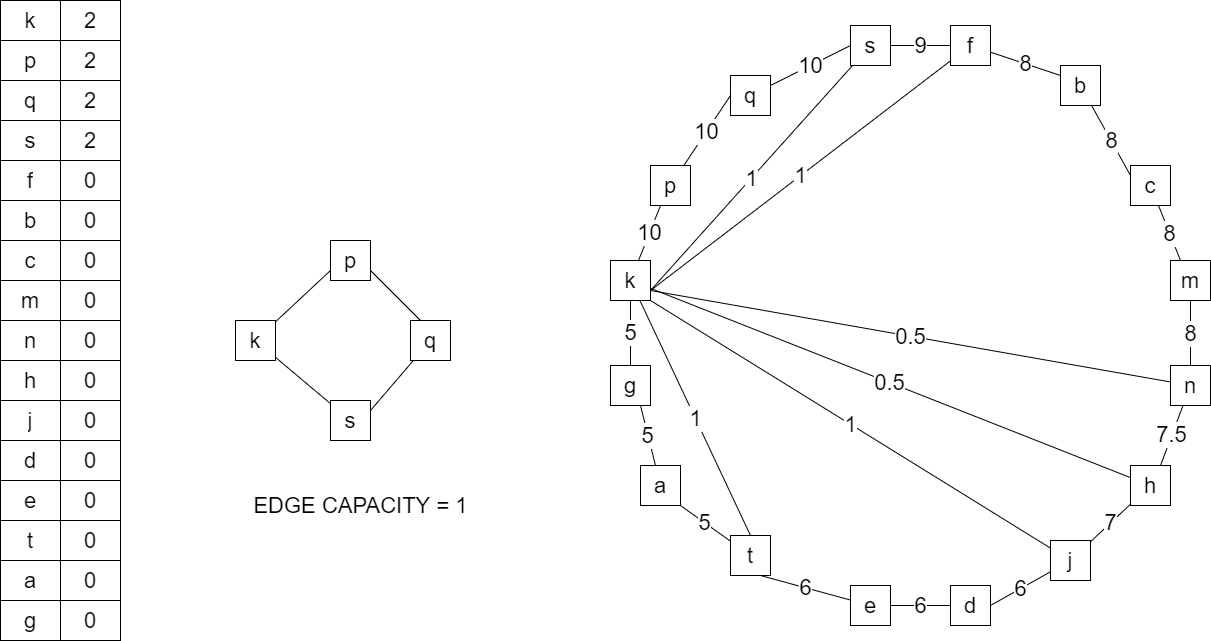 k 2
p 2
q 2
s 2
f 0
b 0
c 0
m 0
n 0
h 0
j 0
d 0
e 0
t 0
a 0
g 0
p
k
q
s
EDGE CAPACITY = 1
s
9
f
8
b
10
q
10
8
p
1
1
c
10
8
k
m
5
0.5
8
g
0.5
n
5
1
1
7.5
a
h
5
7
t
j
6
6
e
6
d